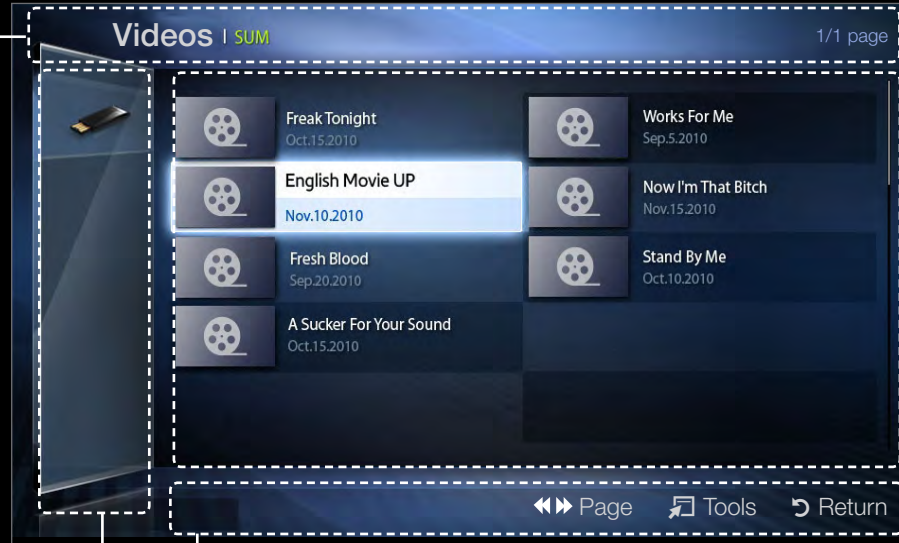 Videos | SUM
1/1 page
Freak Tonight
Oct.15.2010
English Movie UP
Nov.10.2010
Fresh Blood
Sep.20.2010
A Sucker For Your Sound
Oct.15.2010
Works For Me
Sep.5.2010
Now I'm That Bitch
Nov.15.2010
Stand By Me
Oct.10.2010
Page Tools Return